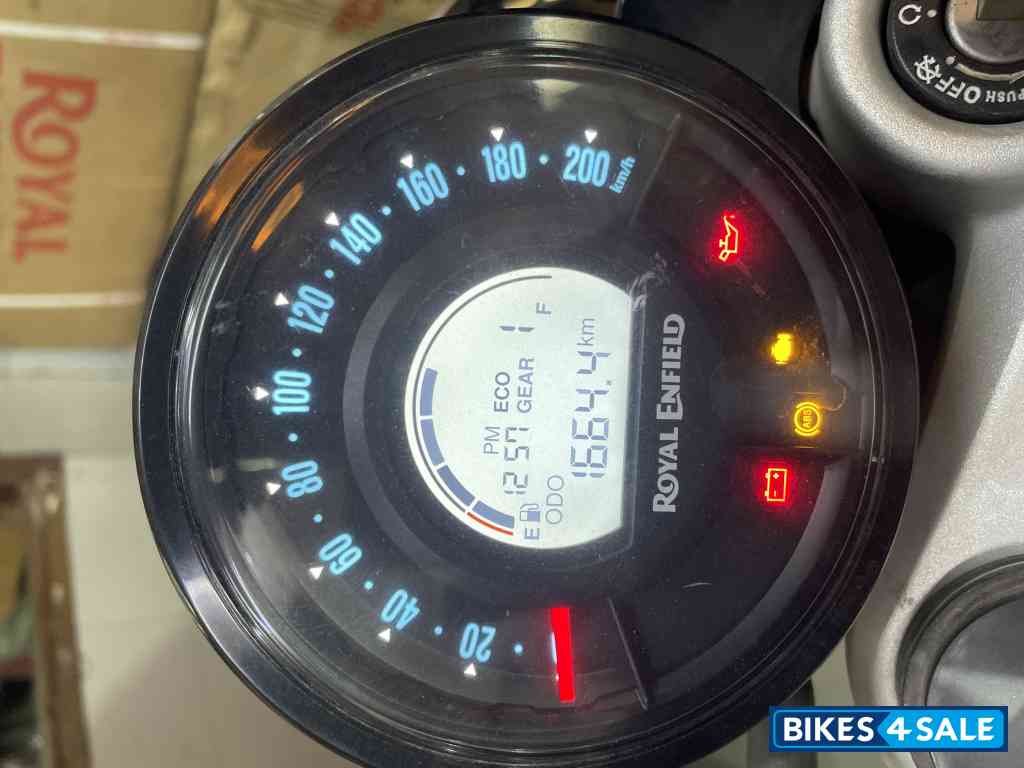 ROYAL
20
40
60
80
100
120
140
160
180
200
km/h
PM ECO
12 57 GEAR 1
E F
ODO 1664.4 km
ROYAL ENFIELD
ABS
OFF
PUSH
BIKES4SALE